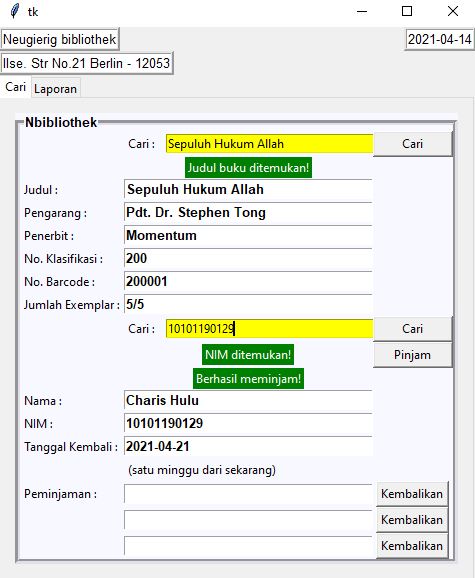 tk
Neugierig bibliothek 2021-04-14
Ilse. Str No.21 Berlin - 12053
Cari Laporan
Nbibliothek
Cari : Sepuluh Hukum Allah Cari
Judul buku ditemukan!
Judul : Sepuluh Hukum Allah
Pengarang : Pdt. Dr. Stephen Tong
Penerbit : Momentum
No. Klasifikasi : 200
No. Barcode : 200001
Jumlah Exemplar : 5/5
Cari : 10101190129 Cari
NIM ditemukan! Pinjam
Berhasil meminjam!
Nama : Charis Hulu
NIM : 10101190129
Tanggal Kembali : 2021-04-21
(satu minggu dari sekarang)
Peminjaman : Kembalikan
Kembalikan
Kembalikan